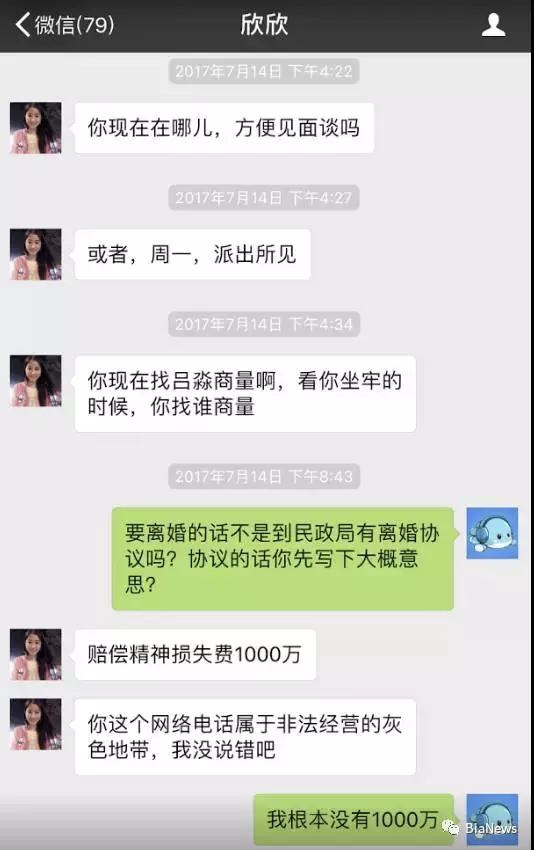 微信(79)
欣欣
2017年7月14日 下午4:22
你现在在哪儿，方便见面谈吗
2017年7月14日 下午4:27
或者，周一，派出所见
2017年7月14日 下午4:34
你现在找吕淼商量啊，看你坐牢的
时候，你找谁商量
2017年7月14日 下午8:43
要离婚的话不是到民政局有离婚协
议吗？协议的话你先写下大概意
思？
赔偿精神损失费1000万
你这个网络电话属于非法经营的灰
色地带，我没说错吧
我根本没有1000万
BiaNews